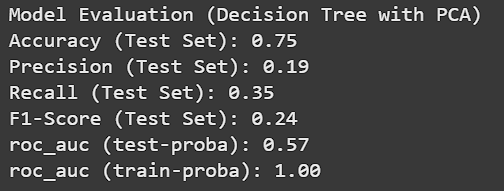 Model Evaluation (Decision Tree with PCA)
Accuracy (Test Set): 0.75
Precision (Test Set): 0.19
Recall (Test Set): 0.35
F1-Score (Test Set): 0.24
roc_auc (test-proba): 0.57
roc_auc (train-proba): 1.00